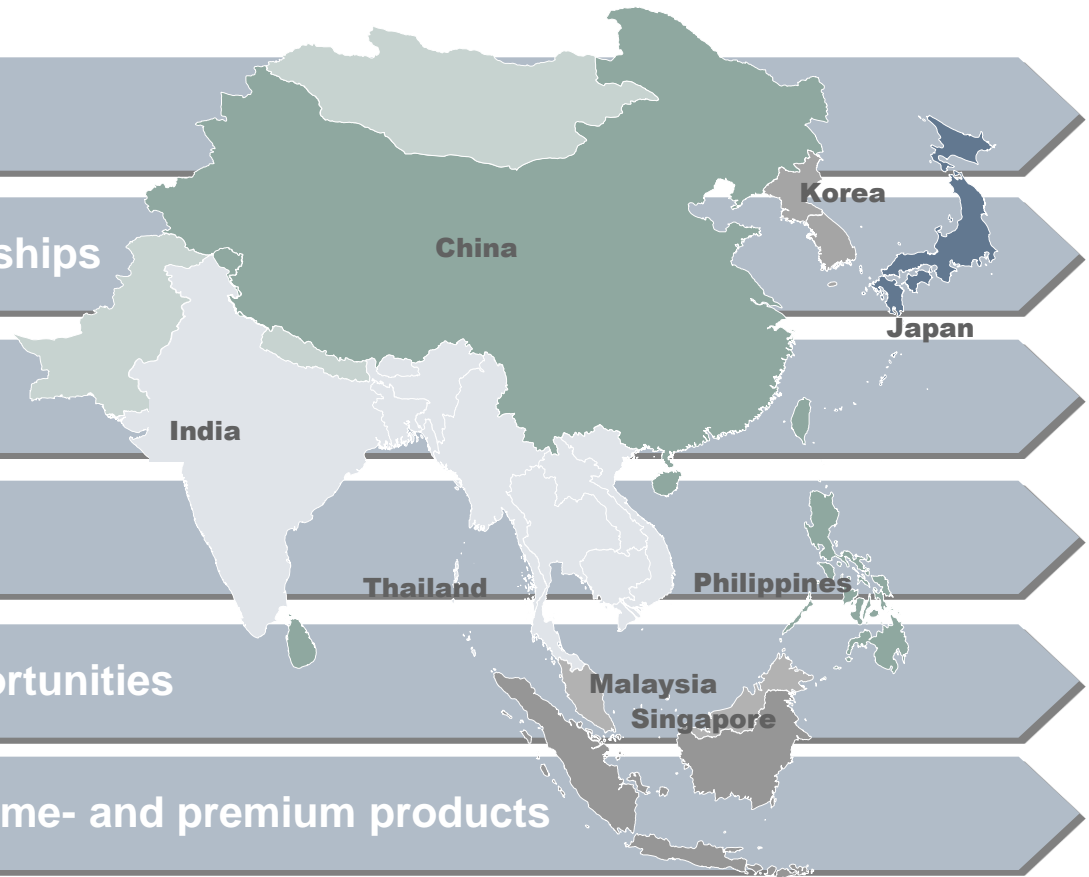 Korea
ships
China
Japan
India
Thailand
Philippines
ortunities
Malaysia
Singapore
me- and premium products